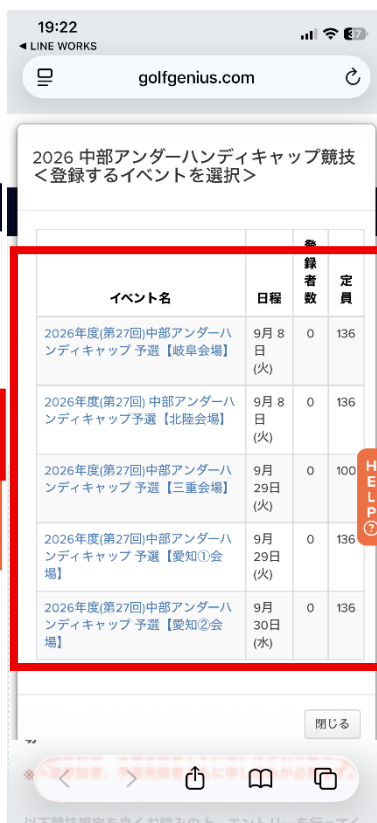 19:22
37
◀ LINE WORKS
golfgenius.com
2026 中部アンダーハンディキャップ競技
＜登録するイベントを選択＞
イベント名 日程 登録者数 定員
2026年度(第27回)中部アンダーハ
ンディキャップ 予選【岐阜会場】
9月 8
日
(火)
0
136
2026年度(第27回) 中部アンダーハ
ンディキャップ予選【北陸会場】
9月 8
日
(火)
0
136
2026年度(第27回)中部アンダーハ
ンディキャップ 予選【三重会場】
9月
29日
(火)
0
100
2026年度(第27回)中部アンダーハ
ンディキャップ 予選【愛知①会
場】
9月
29日
(火)
0
136
2026年度(第27回)中部アンダーハ
ンディキャップ 予選【愛知②会
場】
9月
30日
(水)
0
136
HELP?
閉じる